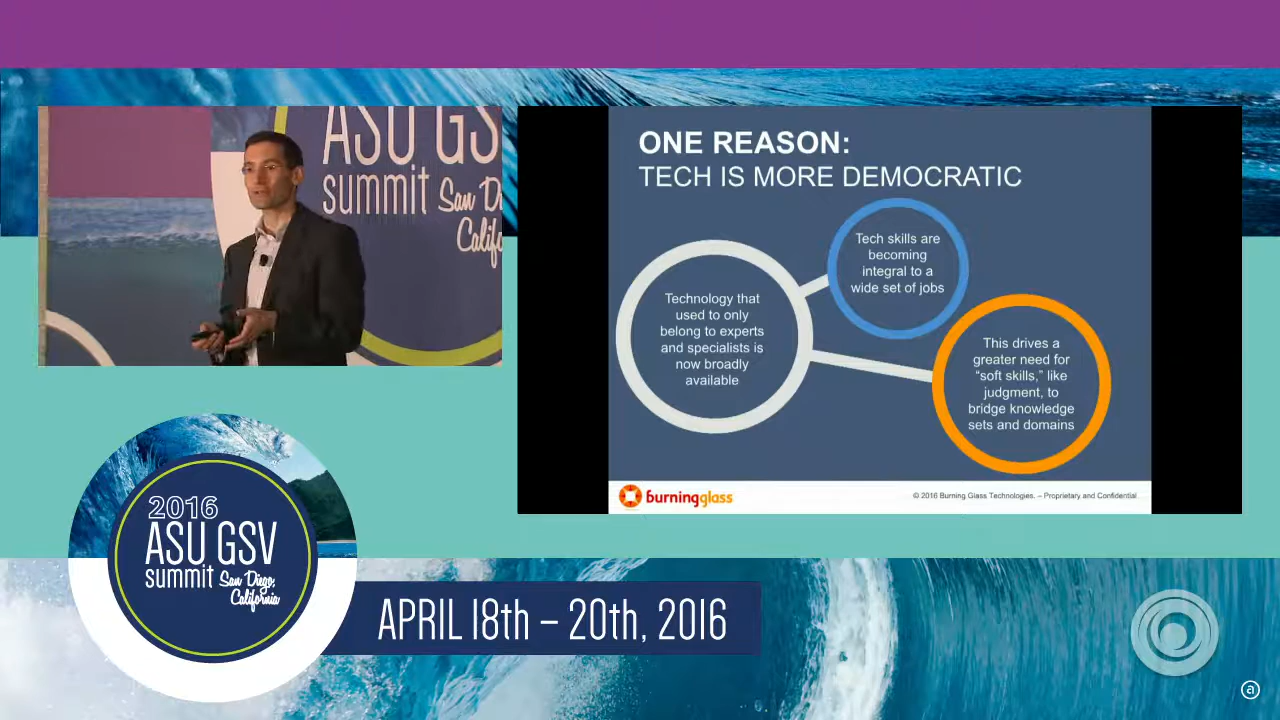 ASU GS
summit San Di
Calif
ONE REASON:
TECH IS MORE DEMOCRATIC
Technology that
used to only
belong to experts
and specialists is
now broadly
available
Tech skills are
becoming
integral to a
wide set of jobs
This drives a
greater need for
“soft skills,” like
judgment, to
bridge knowledge
sets and domains
burningglass
© 2016 Burning Glass Technologies. – Proprietary and Confidential
2016
ASU GSV
summit San Diego,
California
APRIL 18th – 20th, 2016
a